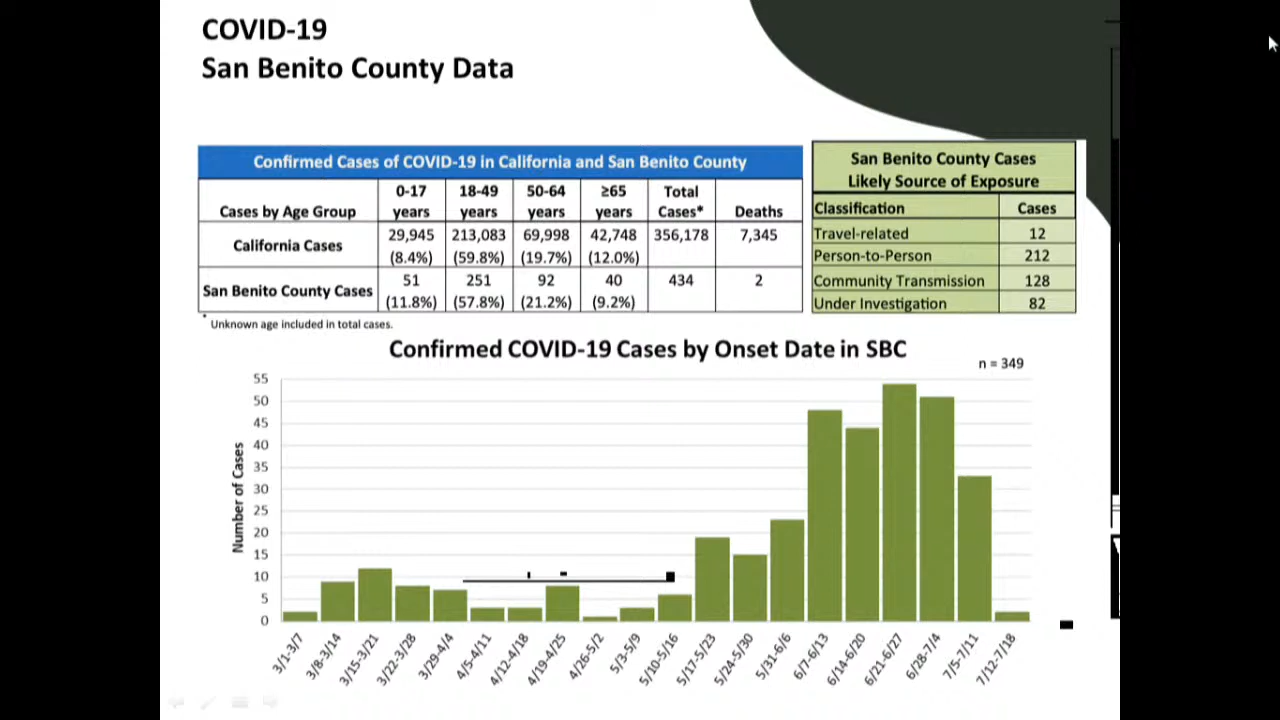 COVID-19
San Benito County Data
Confirmed Cases of COVID-19 in California and San Benito County
Cases by Age Group 0-17 years 18-49 years 50-64 years ≥65 years Total Cases* Deaths
California Cases 29,945 (8.4%) 213,083 (59.8%) 69,998 (19.7%) 42,748 (12.0%) 356,178 7,345
San Benito County Cases 51 (11.8%) 251 (57.8%) 92 (21.2%) 40 (9.2%) 434 2
* Unknown age included in total cases.
San Benito County Cases
Likely Source of Exposure
Classification Cases
Travel-related 12
Person-to-Person 212
Community Transmission 128
Under Investigation 82
Confirmed COVID-19 Cases by Onset Date in SBC
n = 349
Number of Cases
55
50
45
40
35
30
25
20
15
10
5
0
3/1-3/7
3/8-3/14
3/15-3/21
3/22-3/28
3/29-4/4
4/5-4/11
4/12-4/18
4/19-4/25
4/26-5/2
5/3-5/9
5/10-5/16
5/17-5/23
5/24-5/30
5/31-6/6
6/7-6/13
6/14-6/20
6/21-6/27
6/28-7/4
7/5-7/11
7/12-7/18